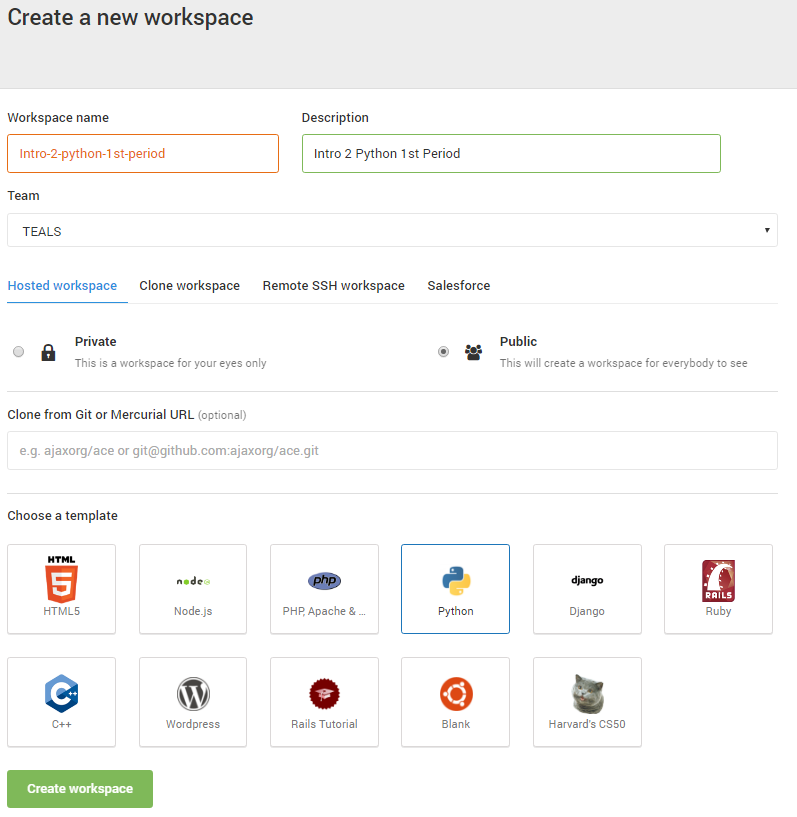 Create a new workspace
Workspace name
Description
Intro-2-python-1st-period
Intro 2 Python 1st Period
Team
TEALS
Hosted workspace
Clone workspace
Remote SSH workspace
Salesforce
Private
This is a workspace for your eyes only
Public
This will create a workspace for everybody to see
Clone from Git or Mercurial URL (optional)
e.g. ajaxorg/ace or git@github.com:ajaxorg/ace.git
Choose a template
HTML
5
HTML5
node
Node.js
php
PHP, Apache & ...
Python
django
Django
RAILS
Ruby
C++
C++
W
Wordpress
Rails Tutorial
Blank
Harvard's CS50
Create workspace